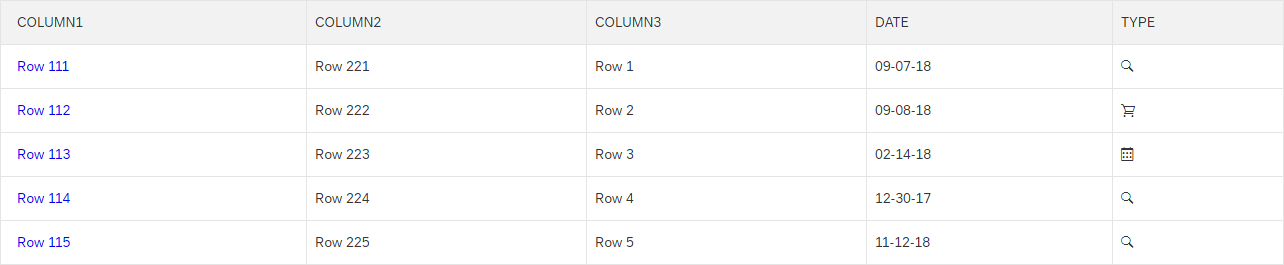 COLUMN1 COLUMN2 COLUMN3 DATE TYPE
Row 111 Row 221 Row 1 09-07-18
Row 112 Row 222 Row 2 09-08-18
Row 113 Row 223 Row 3 02-14-18
Row 114 Row 224 Row 4 12-30-17
Row 115 Row 225 Row 5 11-12-18